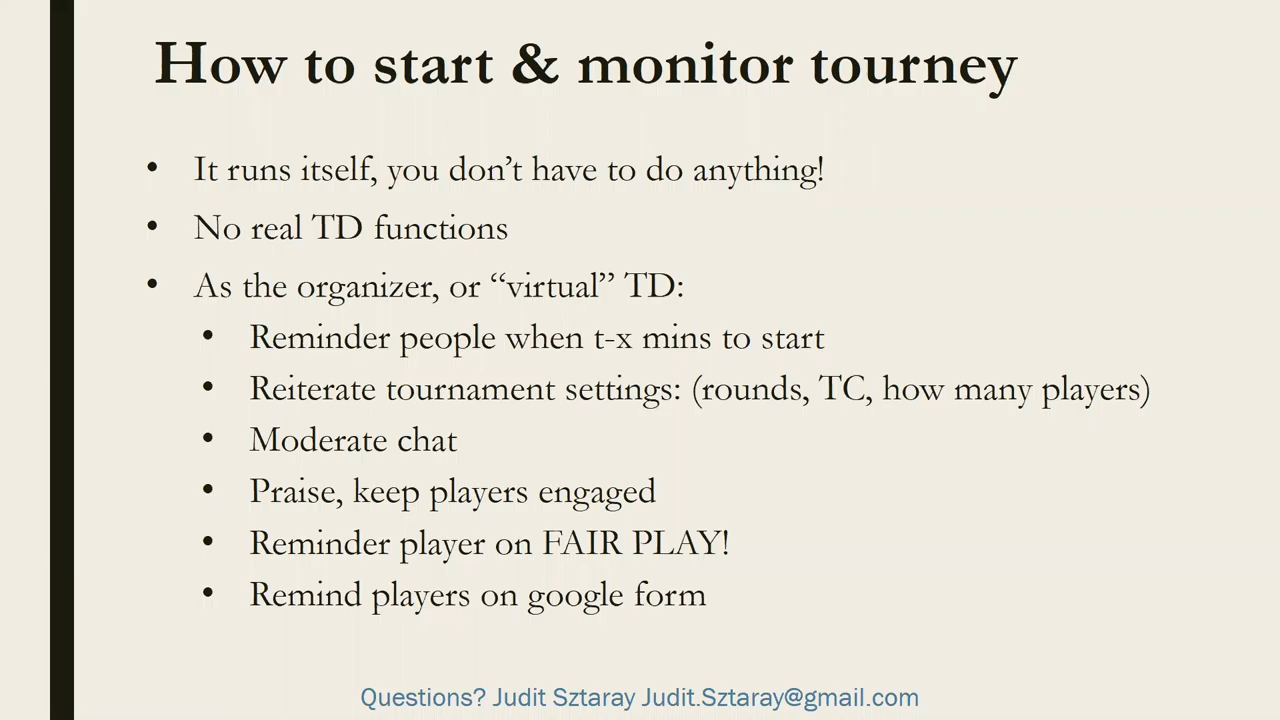 How to start & monitor tourney
• It runs itself, you don’t have to do anything!
• No real TD functions
• As the organizer, or “virtual” TD:
• Reminder people when t-x mins to start
• Reiterate tournament settings: (rounds, TC, how many players)
• Moderate chat
• Praise, keep players engaged
• Reminder player on FAIR PLAY!
• Remind players on google form
Questions? Judit Sztaray Judit.Sztaray@gmail.com